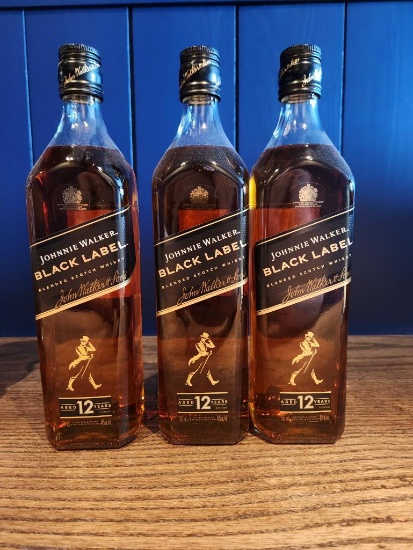 JOHNNIE WALKER
BLACK LABEL
BLENDED SCOTCH WHISKY
John Walker & Sons
AGED 12 YEARS
JOHNNIE WALKER.
BLACK LABEL
BLENDED SCOTCH WHISKY
John Walker & Sons
AGED 12 YEARS
JOHNNIE WALKER.
BLACK LABEL
BLENDED SCOTCH WHISKY
John Walker & Sons
AGED 12 YEARS